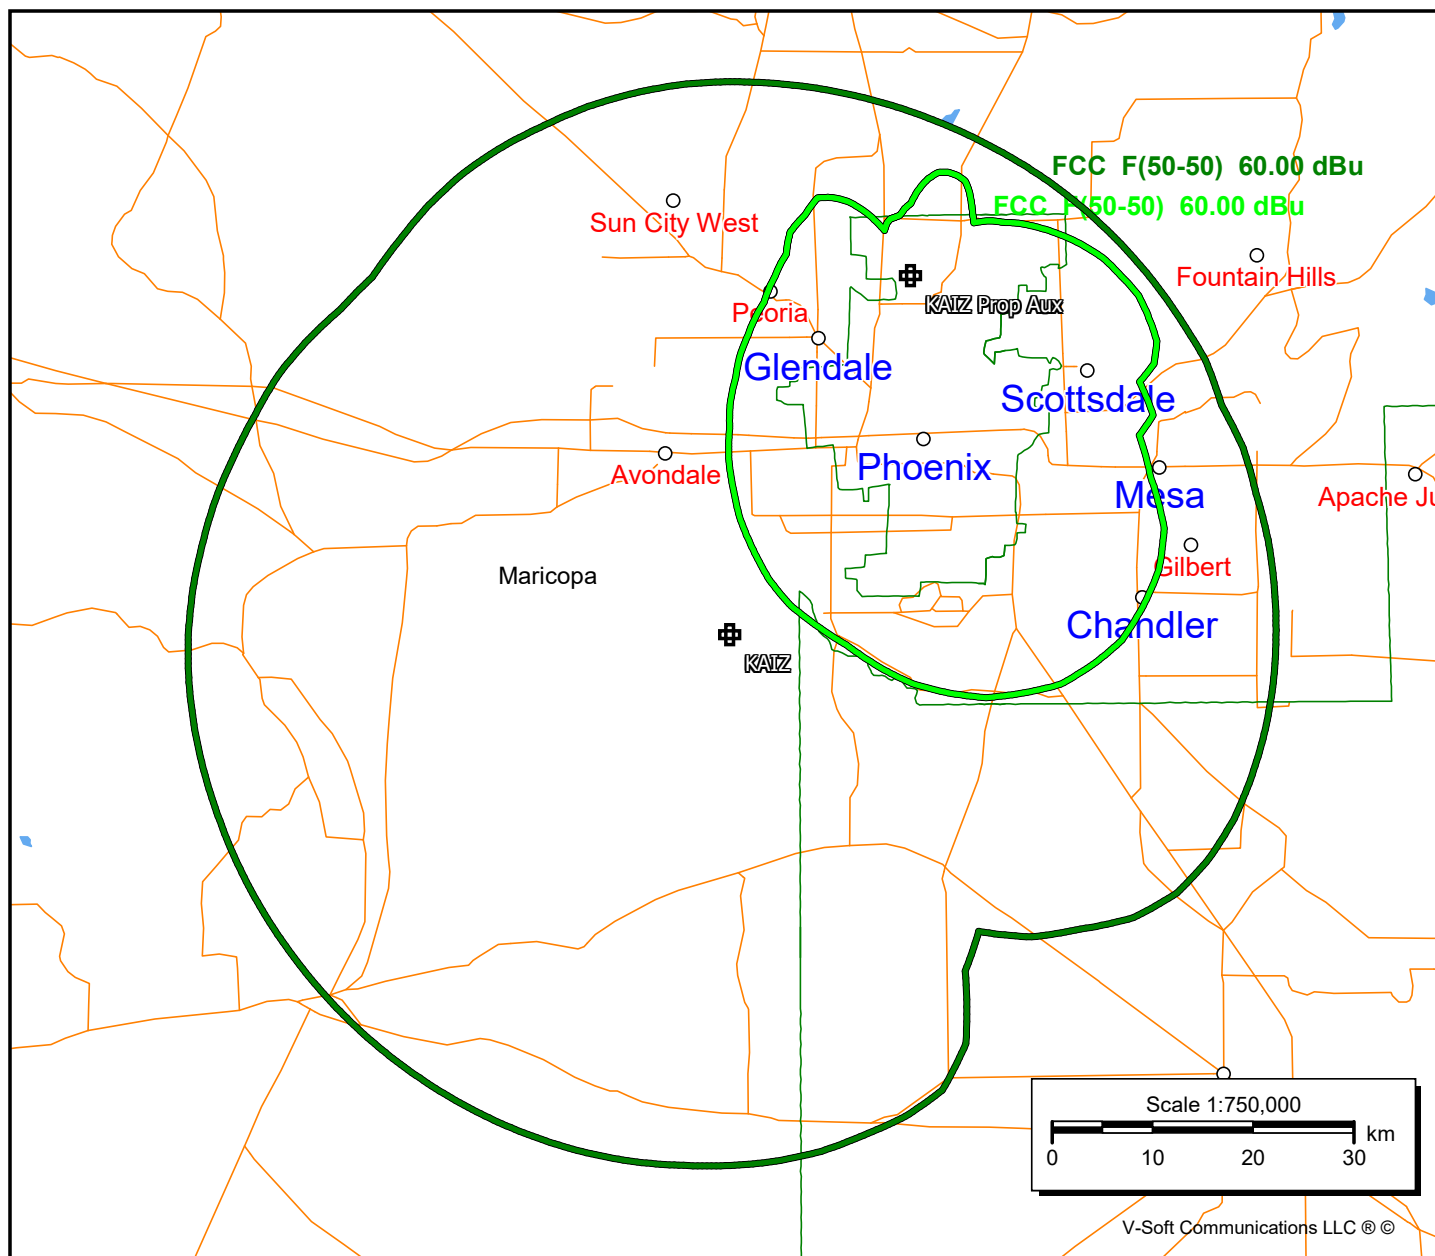 FCC F(50-50) 60.00 dBu
FCC F(50-50) 60.00 dBu
Sun City West
Fountain Hills
KAIZ Prop Aux
Peoria
Glendale
Scottsdale
Phoenix
Avondale
Mesa
Apache Ju
Gilbert
Maricopa
Chandler
KAIZ
Scale 1:750,000
km
0 10 20 30
V-Soft Communications LLC ® ©